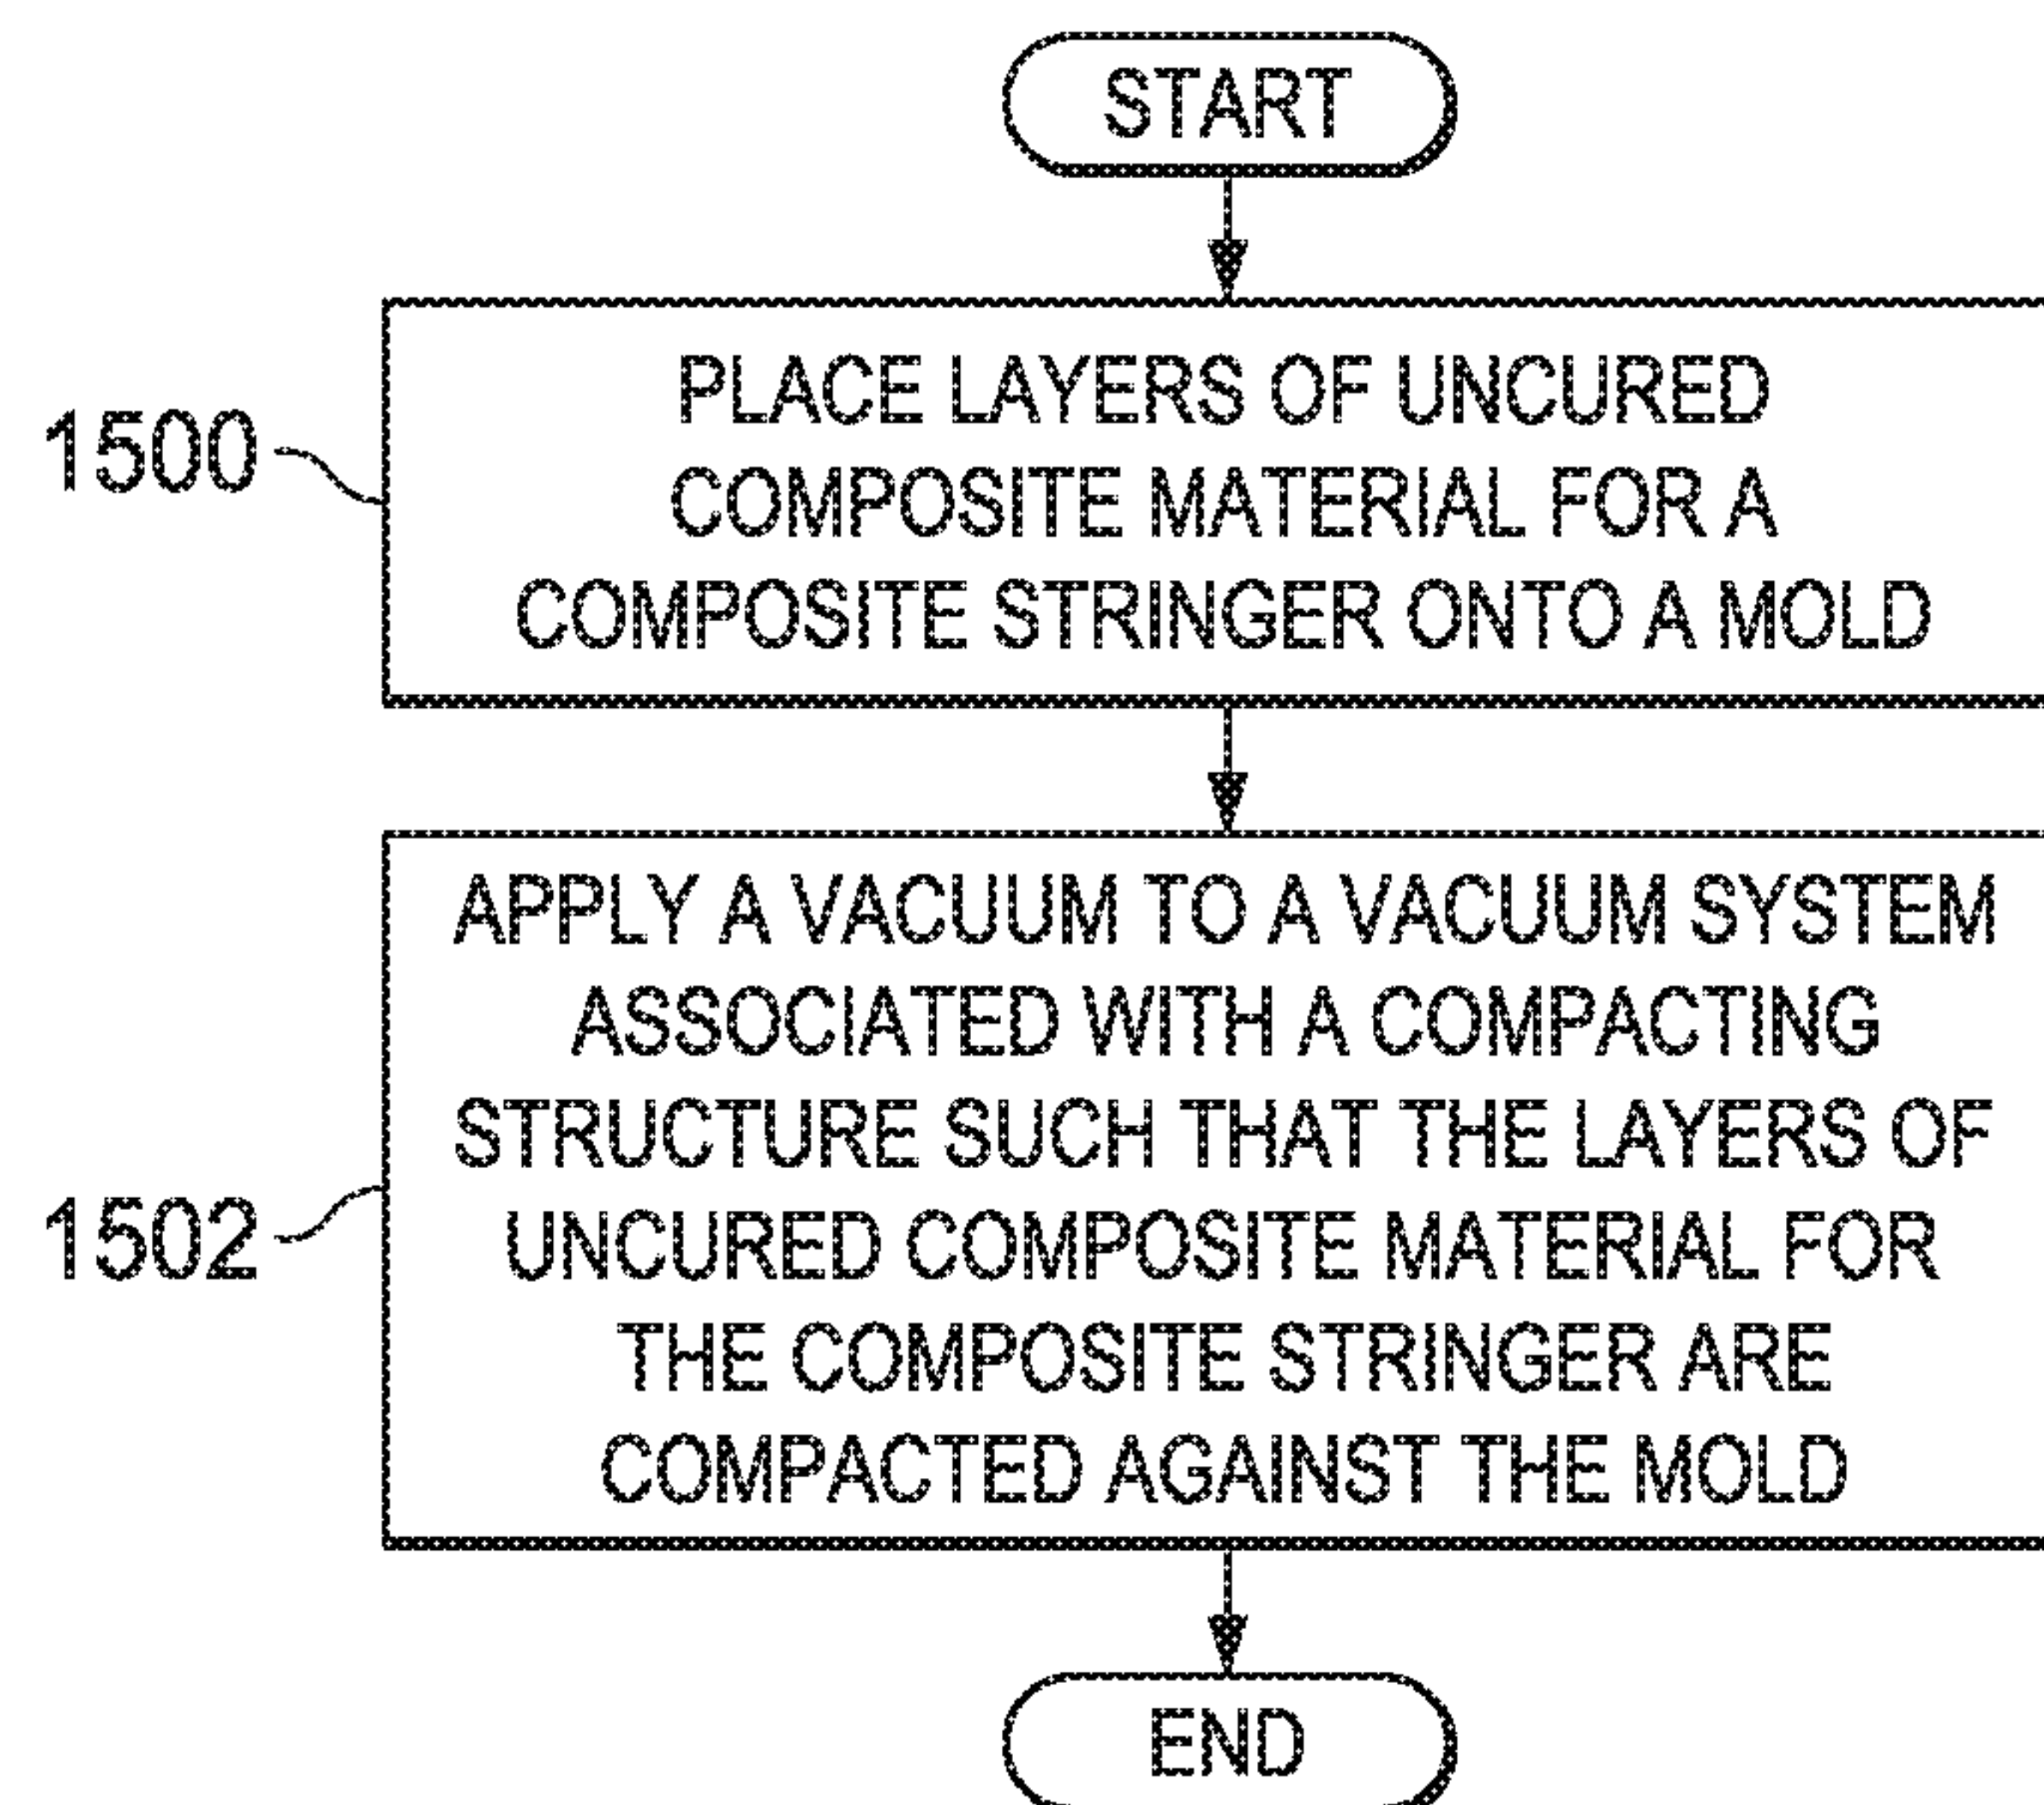 START
1500
PLACE LAYERS OF UNCURED
COMPOSITE MATERIAL FOR A
COMPOSITE STRINGER ONTO A MOLD
1502
APPLY A VACUUM TO A VACUUM SYSTEM
ASSOCIATED WITH A COMPACTING
STRUCTURE SUCH THAT THE LAYERS OF
UNCURED COMPOSITE MATERIAL FOR
THE COMPOSITE STRINGER ARE
COMPACTED AGAINST THE MOLD
END